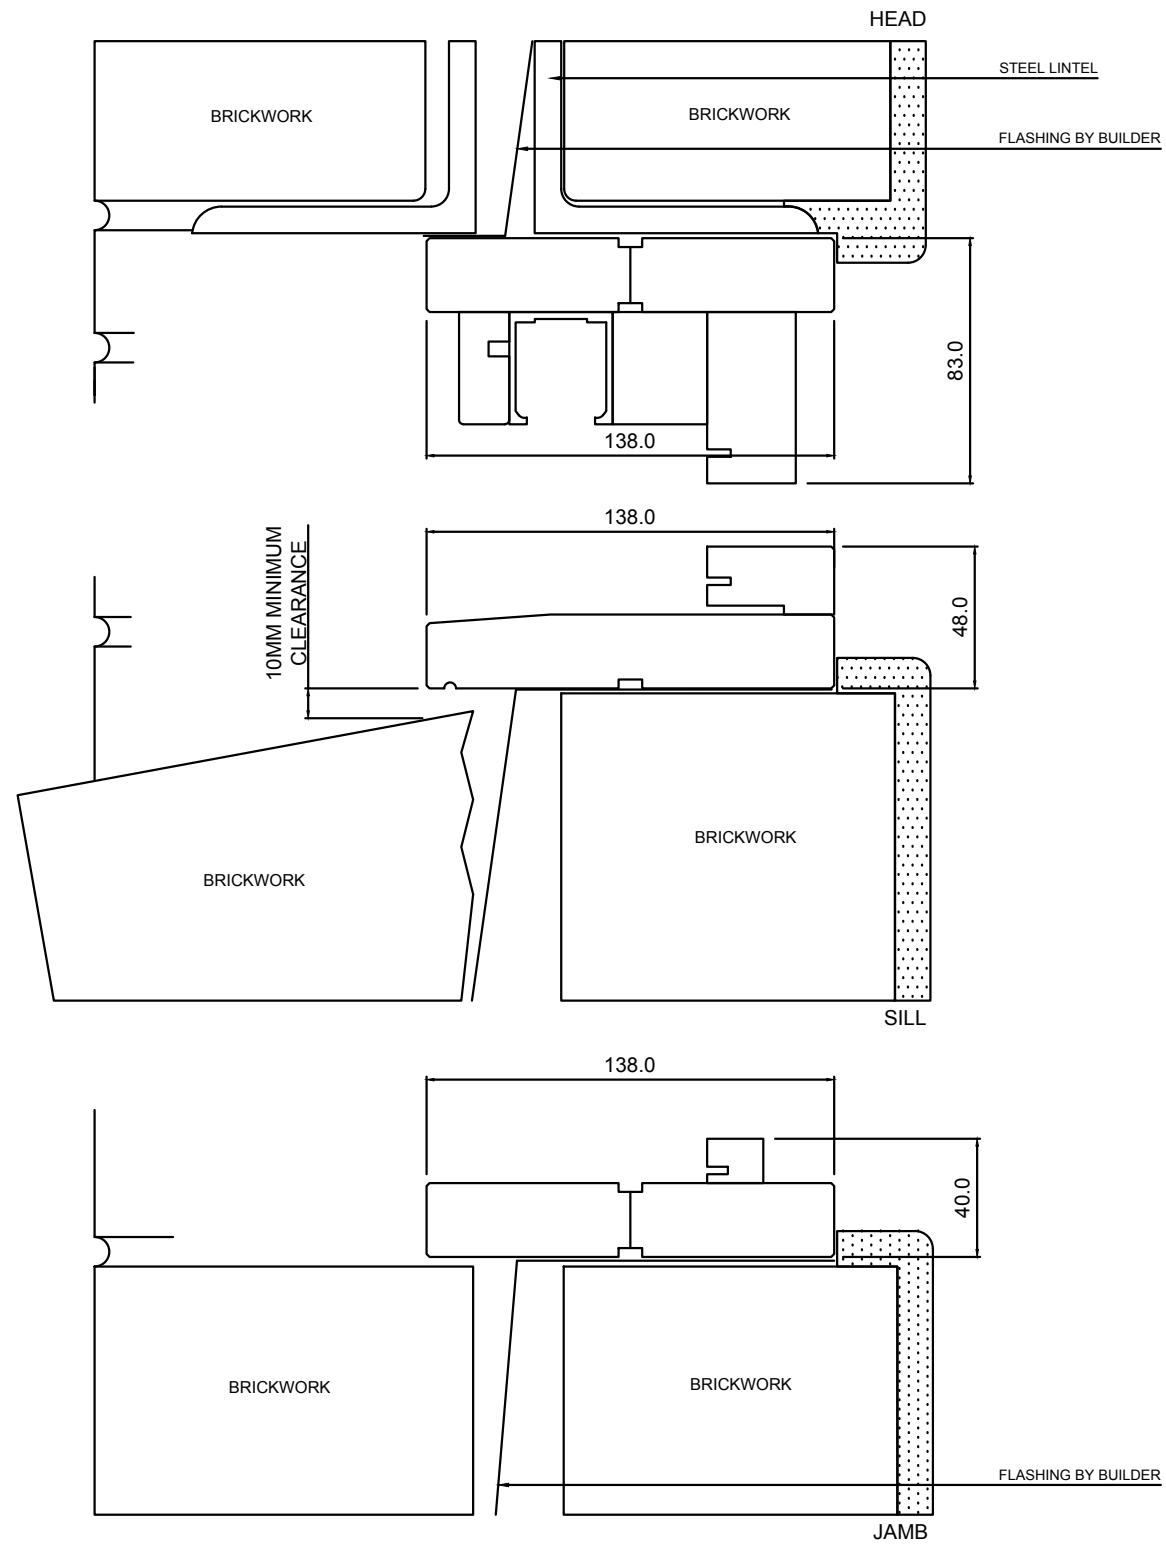 HEAD
STEEL LINTEL
BRICKWORK
BRICKWORK
FLASHING BY BUILDER
83.0
138.0
138.0
10MM MINIMUM
CLEARANCE
48.0
BRICKWORK
BRICKWORK
SILL
138.0
40.0
BRICKWORK
BRICKWORK
FLASHING BY BUILDER
JAMB